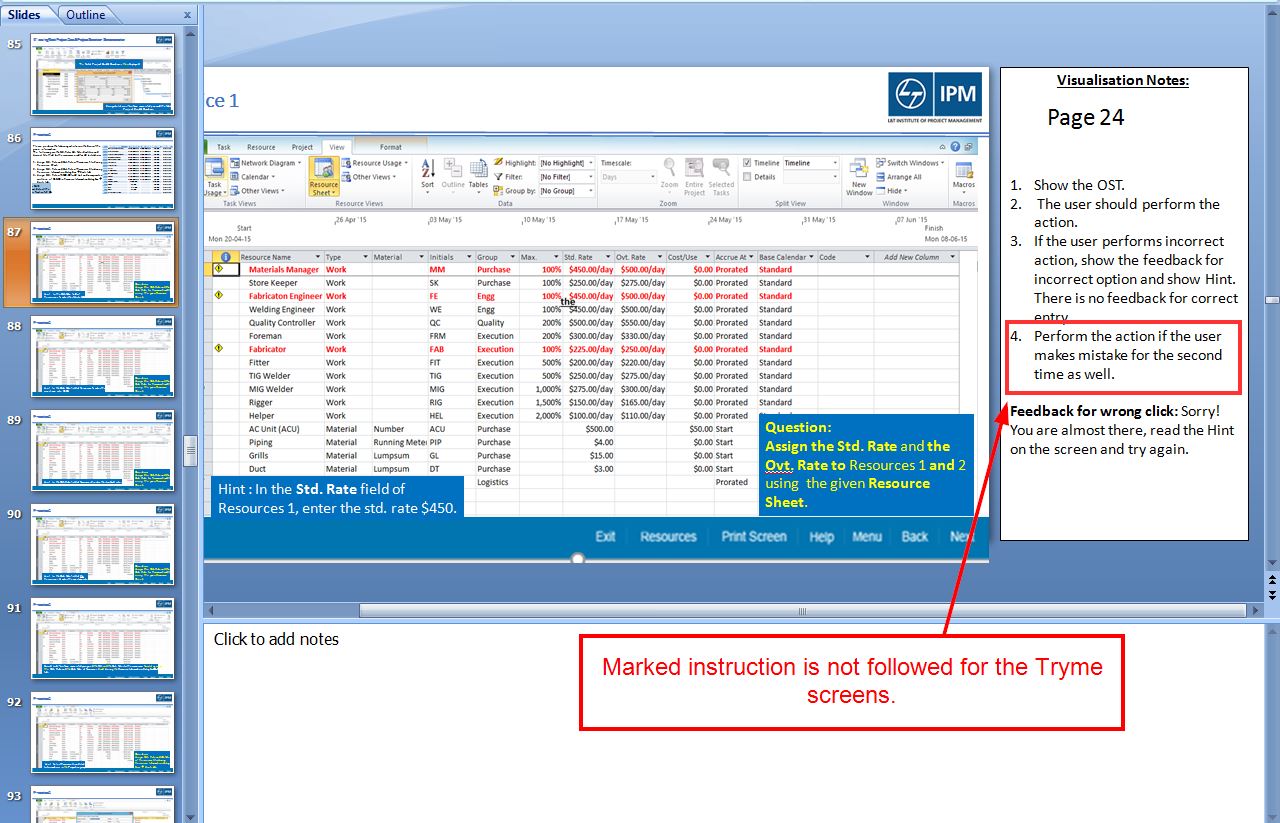 Slides
Outline
x
85
86
87
88
89
90
91
92
93
ce 1
IPM
L&T INSTITUTE OF PROJECT MANAGEMENT
Task Resource Project View Format
Network Diagram Resource Usage Highlight: [No Highlight] Timescale: Timeline Timeline Switch Windows
Calendar Other Views Filter: [No Filter] Days Details Arrange All
Task Usage Other Views Resource Sheet Sort Outline Tables Group by: [No Group] Zoom Entire Project Selected Tasks New Window Hide Macros
Task Views Resource Views Data Zoom Split View Window Macros
26 Apr '15 03 May '15 10 May '15 17 May '15 24 May '15 31 May '15 07 Jun '15
Start Finish
Mon 20-04-15 Mon 08-06-15
Resource Name Type Material Initials Group Max. Std. Rate Ovt. Rate Cost/Use Accrue At Base Calendar Code Add New Column
Materials Manager Work MM Purchase 100% $450.00/day $500.00/day $0.00 Prorated Standard
Store Keeper Work SK Purchase 100% $250.00/day $275.00/day $0.00 Prorated Standard
Fabricaton Engineer Work FE Engg 100% $450.00/day $500.00/day $0.00 Prorated Standard
the
Welding Engineer Work WE Engg 100% $450.00/day $500.00/day $0.00 Prorated Standard
Quality Controller Work QC Quality 200% $500.00/day $550.00/day $0.00 Prorated Standard
Foreman Work FRM Execution 200% $300.00/day $330.00/day $0.00 Prorated Standard
Fabricator Work FAB Execution 100% $225.00/day $250.00/day $0.00 Prorated Standard
Fitter Work FIT Execution 500% $200.00/day $220.00/day $0.00 Prorated Standard
TIG Welder Work TIG Execution 500% $250.00/day $275.00/day $0.00 Prorated Standard
MIG Welder Work MIG Execution 1,000% $275.00/day $300.00/day $0.00 Prorated Standard
Rigger Work RIG Execution 1,500% $150.00/day $165.00/day $0.00 Prorated Standard
Helper Work HEL Execution 2,000% $100.00/day $110.00/day $0.00 Prorated Standard
AC Unit (ACU) Material Number ACU Purchase $500.00 $50.00 Start
Piping Material Running Mete PIP Purchase $4.00 $0.00 Start
Grills Material Lumpsum GL Purchase $15.00 $0.00 Start
Duct Material Lumpsum DT Purchase $3.00 $0.00 Start
Logistics Prorated
Hint : In the Std. Rate field of
Resources 1, enter the std. rate $450.
Question:
Assign the Std. Rate and the
Ovt. Rate to Resources 1 and 2
using the given Resource
Sheet.
Exit Resources Print Screen Help Menu Back Next
Visualisation Notes:
Page 24
1. Show the OST.
2. The user should perform the
action.
3. If the user performs incorrect
action, show the feedback for
incorrect option and show Hint.
There is no feedback for correct
entry
4. Perform the action if the user
makes mistake for the second
time as well.
Feedback for wrong click: Sorry!
You are almost there, read the Hint
on the screen and try again.
Click to add notes
Marked instruction is not followed for the Tryme
screens.